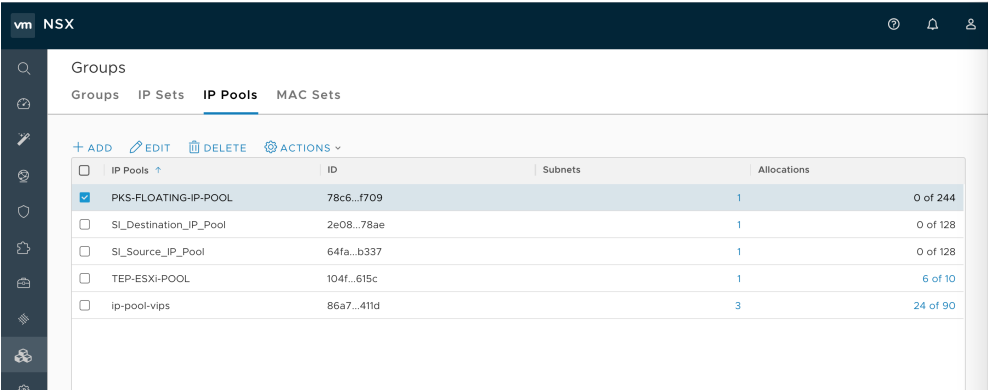 vm NSX
Groups
Groups IP Sets IP Pools MAC Sets
+ ADD EDIT DELETE ACTIONS
IP Pools ↑ ID Subnets Allocations
PKS-FLOATING-IP-POOL 78c6...f709 1 0 of 244
SI_Destination_IP_Pool 2e08...78ae 1 0 of 128
SI_Source_IP_Pool 64fa...b337 1 0 of 128
TEP-ESXi-POOL 104f...615c 1 6 of 10
ip-pool-vips 86a7...411d 3 24 of 90